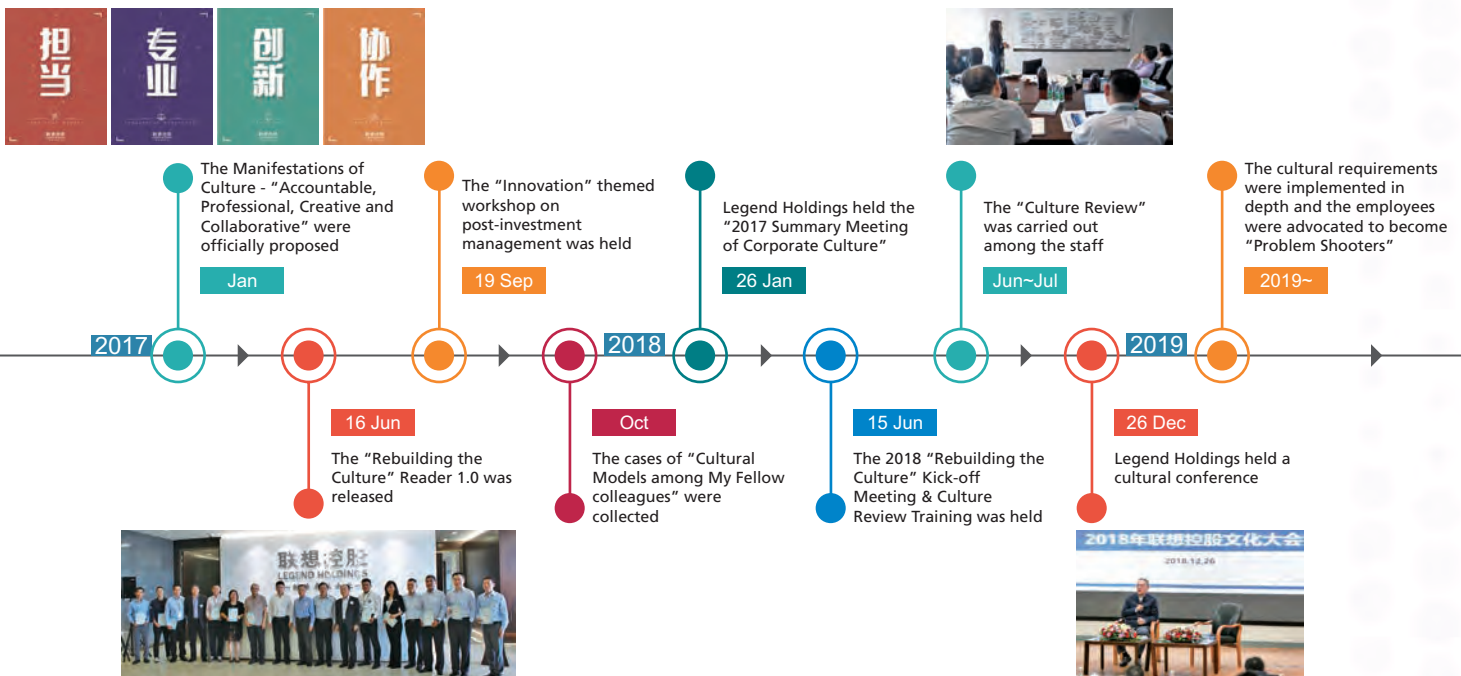 担当
专业
创新
协作
The Manifestations of
Culture - “Accountable,
Professional, Creative and
Collaborative” were
officially proposed
Jan
The “Innovation” themed
workshop on
post-investment
management was held
19 Sep
Legend Holdings held the
“2017 Summary Meeting
of Corporate Culture”
26 Jan
The “Culture Review”
was carried out
among the staff
Jun~Jul
The cultural requirements
were implemented in
depth and the employees
were advocated to become
“Problem Shooters”
2019~
2017
2018
2019
16 Jun
The “Rebuilding the
Culture” Reader 1.0 was
released
Oct
The cases of “Cultural
Models among My Fellow
colleagues” were
collected
15 Jun
The 2018 “Rebuilding the
Culture” Kick-off
Meeting & Culture
Review Training was held
26 Dec
Legend Holdings held a
cultural conference
联想控股
LEGEND HOLDINGS
2018年联想控股文化大会
2018.12.26